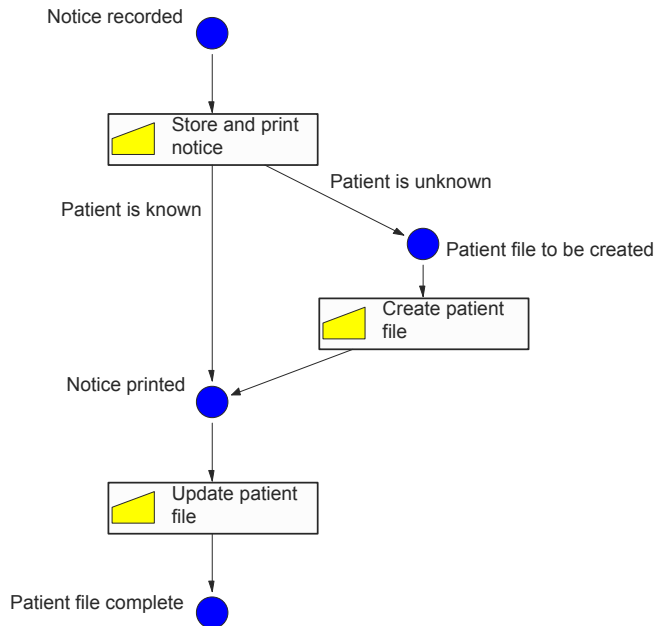 Notice recorded
Store and print
notice
Patient is unknown
Patient is known
Patient file to be created
Create patient
file
Notice printed
Update patient
file
Patient file complete